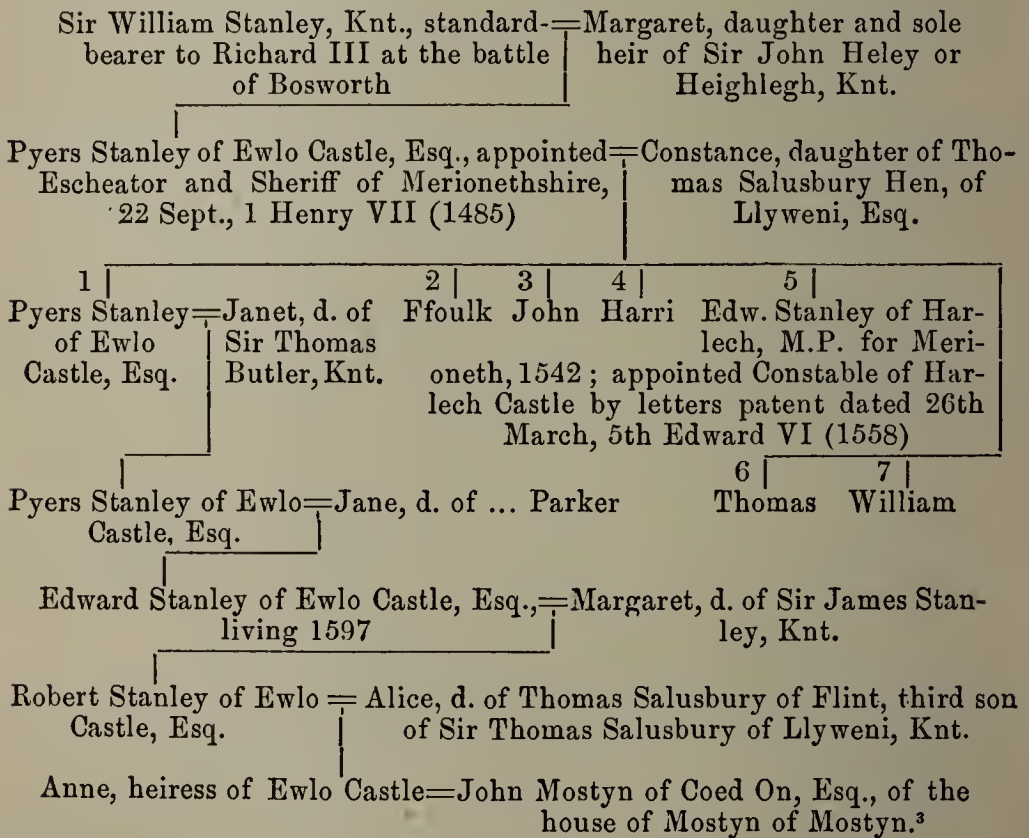 Sir William Stanley, Knt., standard-=Margaret, daughter and sole
bearer to Richard III at the battle heir of Sir John Heley or
of Bosworth Heighlegh, Knt.
Pyers Stanley of Ewlo Castle, Esq., appointed=Constance, daughter of Tho-
Escheator and Sheriff of Merionethshire, mas Salusbury Hen, of
22 Sept., 1 Henry VII (1485) Llyweni, Esq.
1 2 3 4 5
Pyers Stanley=Janet, d. of Ffoulk John Harri Edw. Stanley of Har-
of Ewlo Sir Thomas lech, M.P. for Meri-
Castle, Esq. Butler, Knt. oneth, 1542; appointed Constable of Har-
lech Castle by letters patent dated 26th
March, 5th Edward VI (1558)
6 7
Pyers Stanley of Ewlo=Jane, d. of ... Parker Thomas William
Castle, Esq.
Edward Stanley of Ewlo Castle, Esq.,=Margaret, d. of Sir James Stan-
living 1597 ley, Knt.
Robert Stanley of Ewlo = Alice, d. of Thomas Salusbury of Flint, third son
Castle, Esq. of Sir Thomas Salusbury of Llyweni, Knt.
Anne, heiress of Ewlo Castle=John Mostyn of Coed On, Esq., of the
house of Mostyn of Mostyn.³